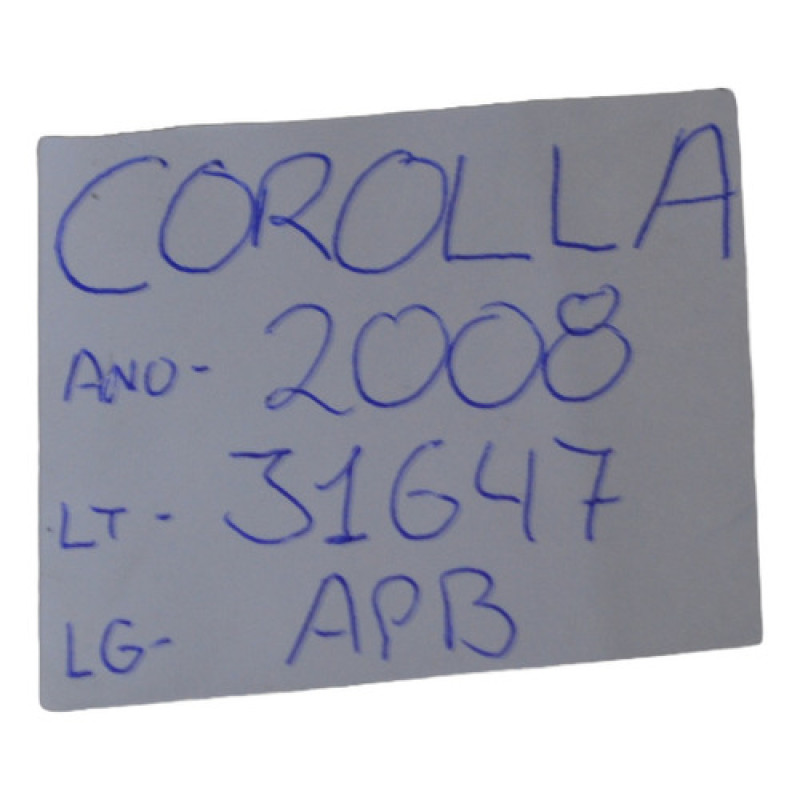 COROLLA
ANO- 2008
LT- 31647
LG- APB